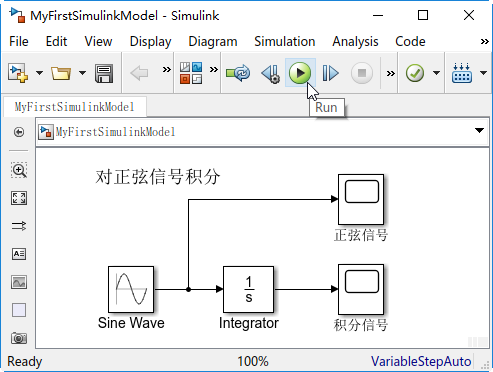 MyFirstSimulinkModel - Simulink
File Edit View Display Diagram Simulation Analysis Code
MyFirstSimulinkModel
Run
MyFirstSimulinkModel
对正弦信号积分
正弦信号
1
s
Sine Wave
Integrator
积分信号
Ready 100% VariableStepAuto